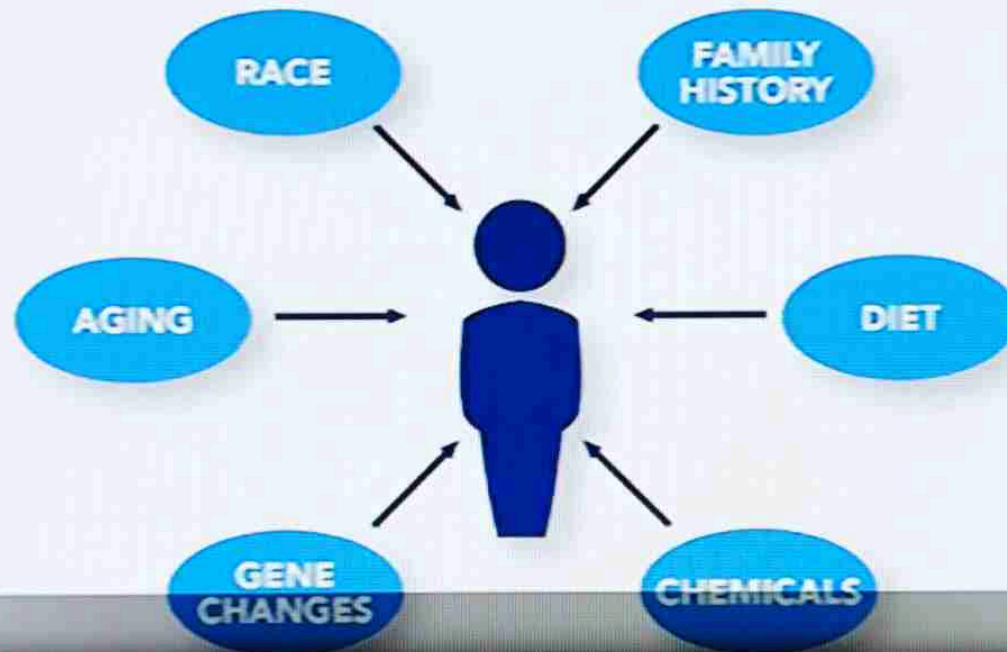 RACE
FAMILY
HISTORY
AGING
DIET
GENE
CHANGES
CHEMICALS